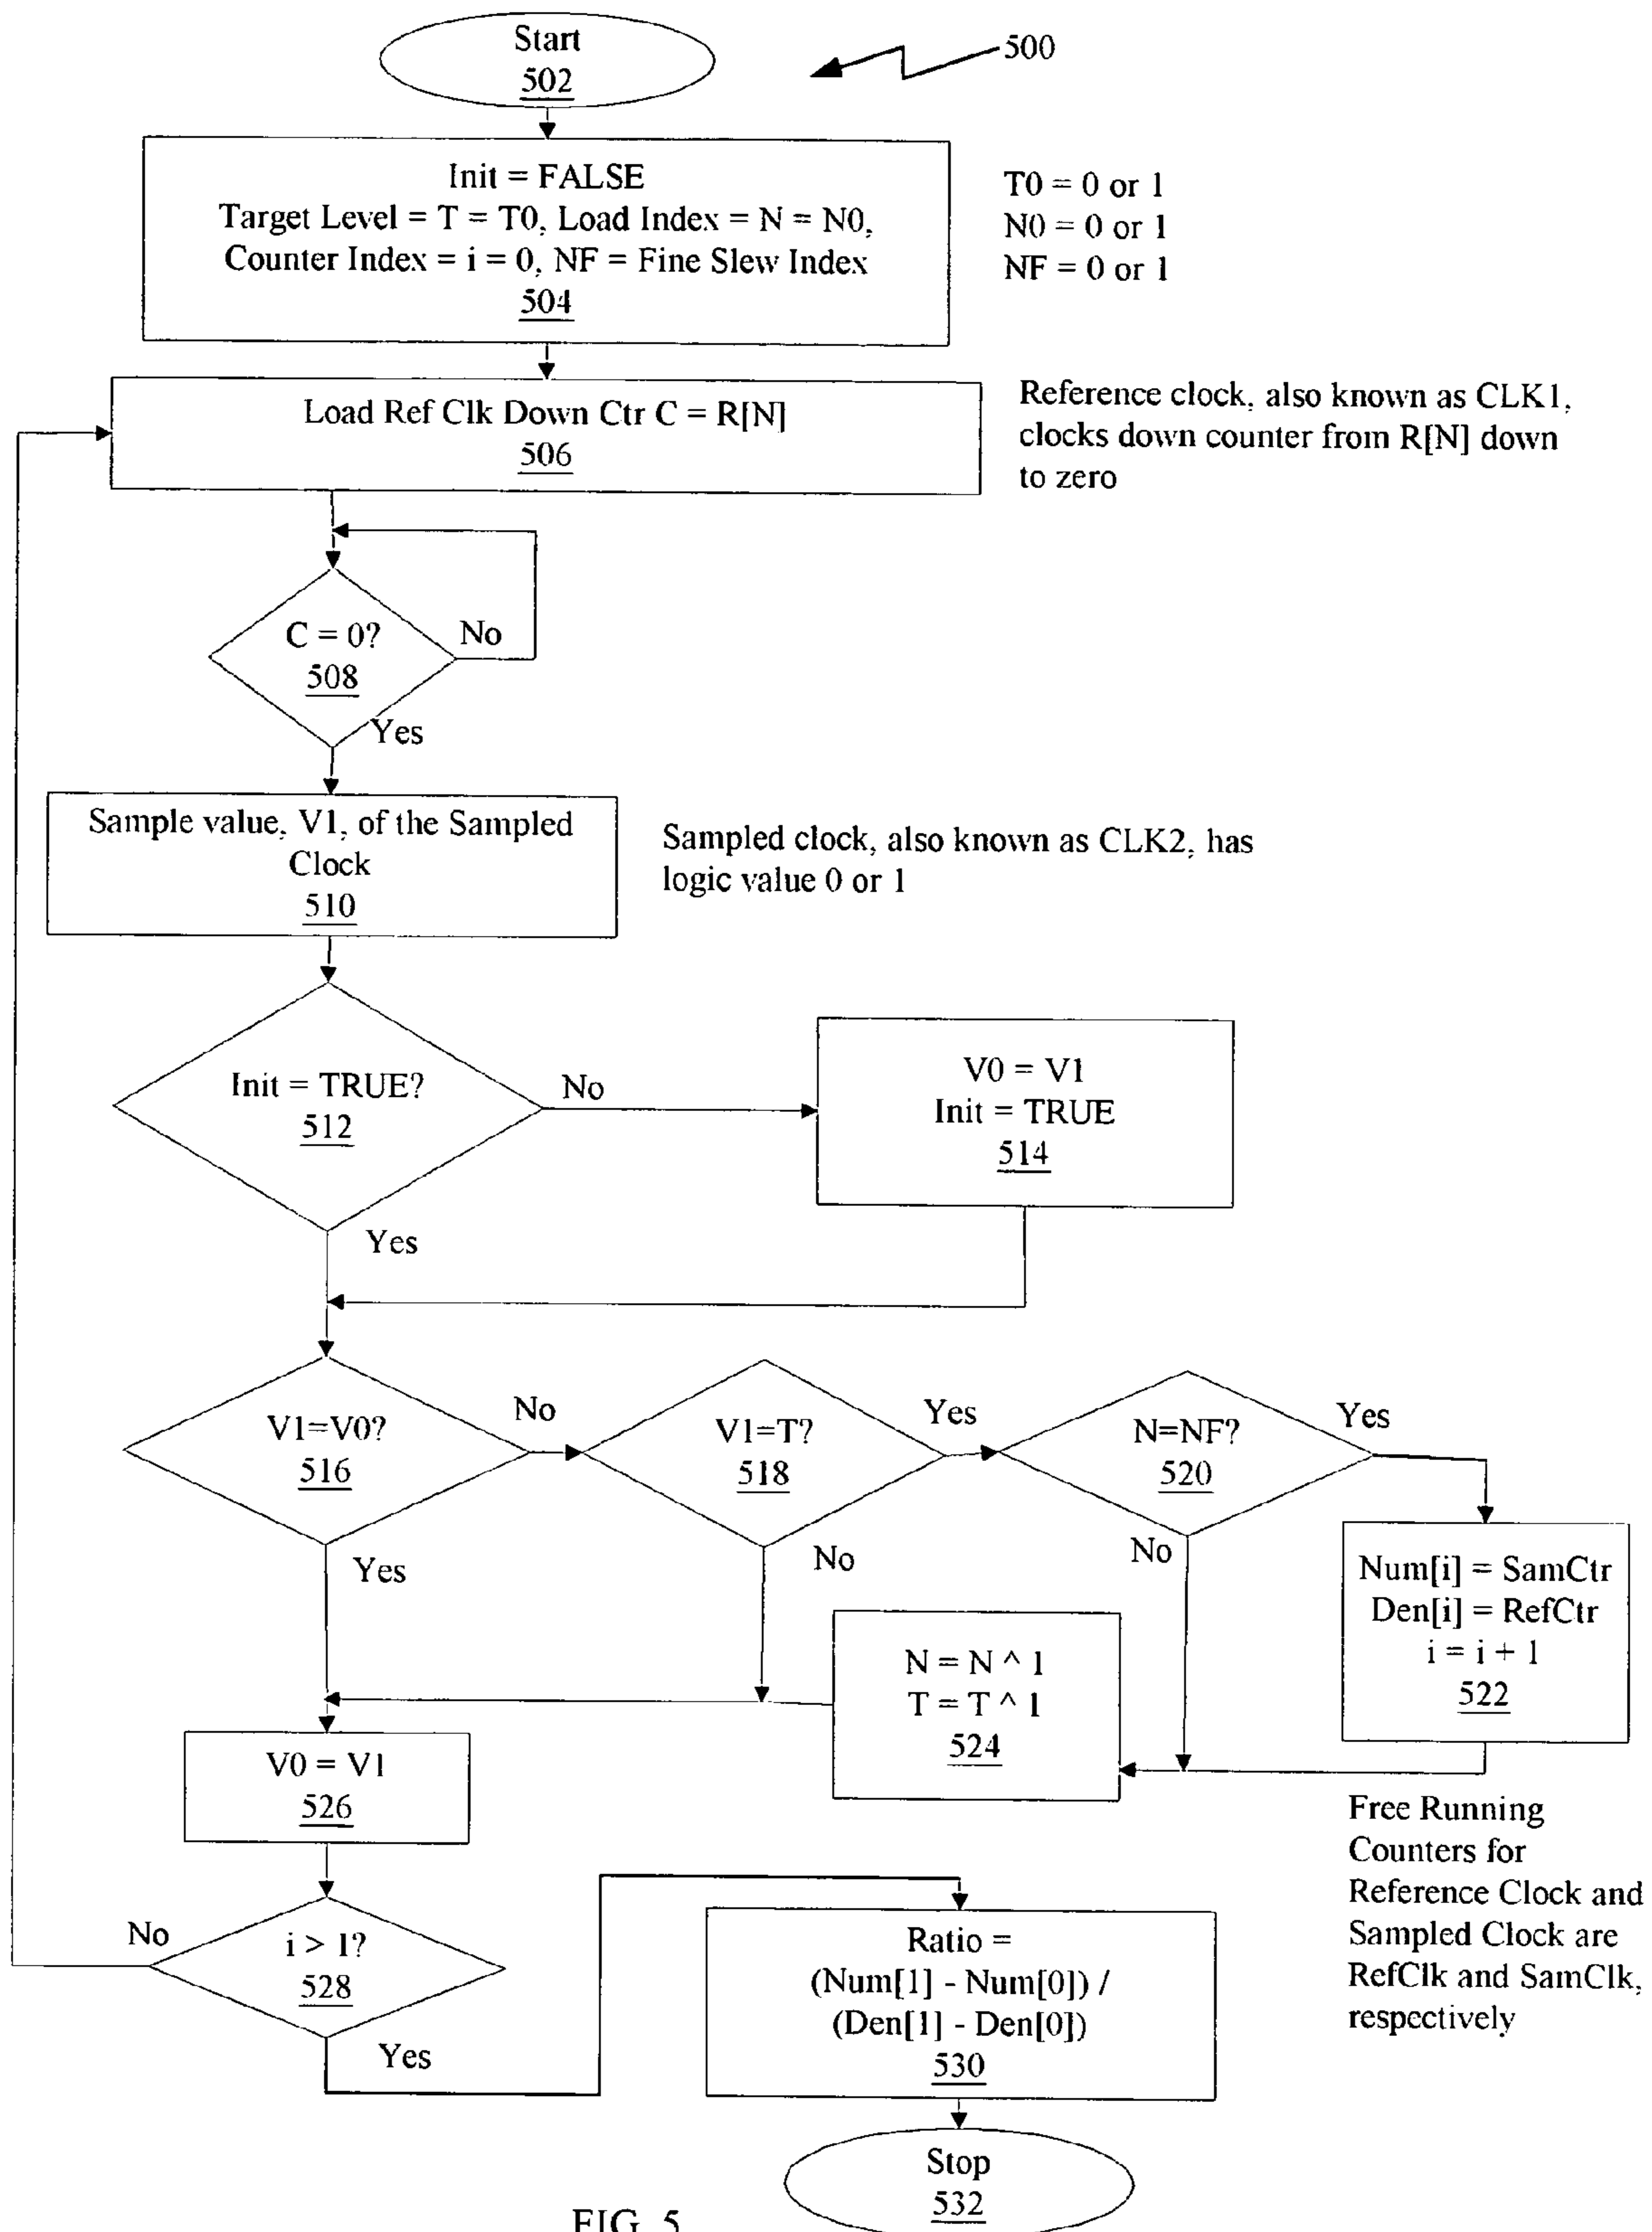 Start
502
500
Init = FALSE
Target Level = T = T0, Load Index = N = N0,
Counter Index = i = 0, NF = Fine Slew Index
504
T0 = 0 or 1
N0 = 0 or 1
NF = 0 or 1
Load Ref Clk Down Ctr C = R[N]
506
Reference clock, also known as CLK1,
clocks down counter from R[N] down
to zero
C = 0?
508
No
Yes
Sample value, V1, of the Sampled
Clock
510
Sampled clock, also known as CLK2, has
logic value 0 or 1
Init = TRUE?
512
No
Yes
V0 = V1
Init = TRUE
514
V1=V0?
516
No
Yes
V1=T?
518
Yes
No
N=NF?
520
Yes
No
Num[i] = SamCtr
Den[i] = RefCtr
i = i + 1
522
N = N ^ 1
T = T ^ 1
524
V0 = V1
526
Free Running
Counters for
Reference Clock and
Sampled Clock are
RefClk and SamClk,
respectively
i > 1?
528
No
Yes
Ratio =
(Num[1] - Num[0]) /
(Den[1] - Den[0])
530
Stop
532
FIG. 5